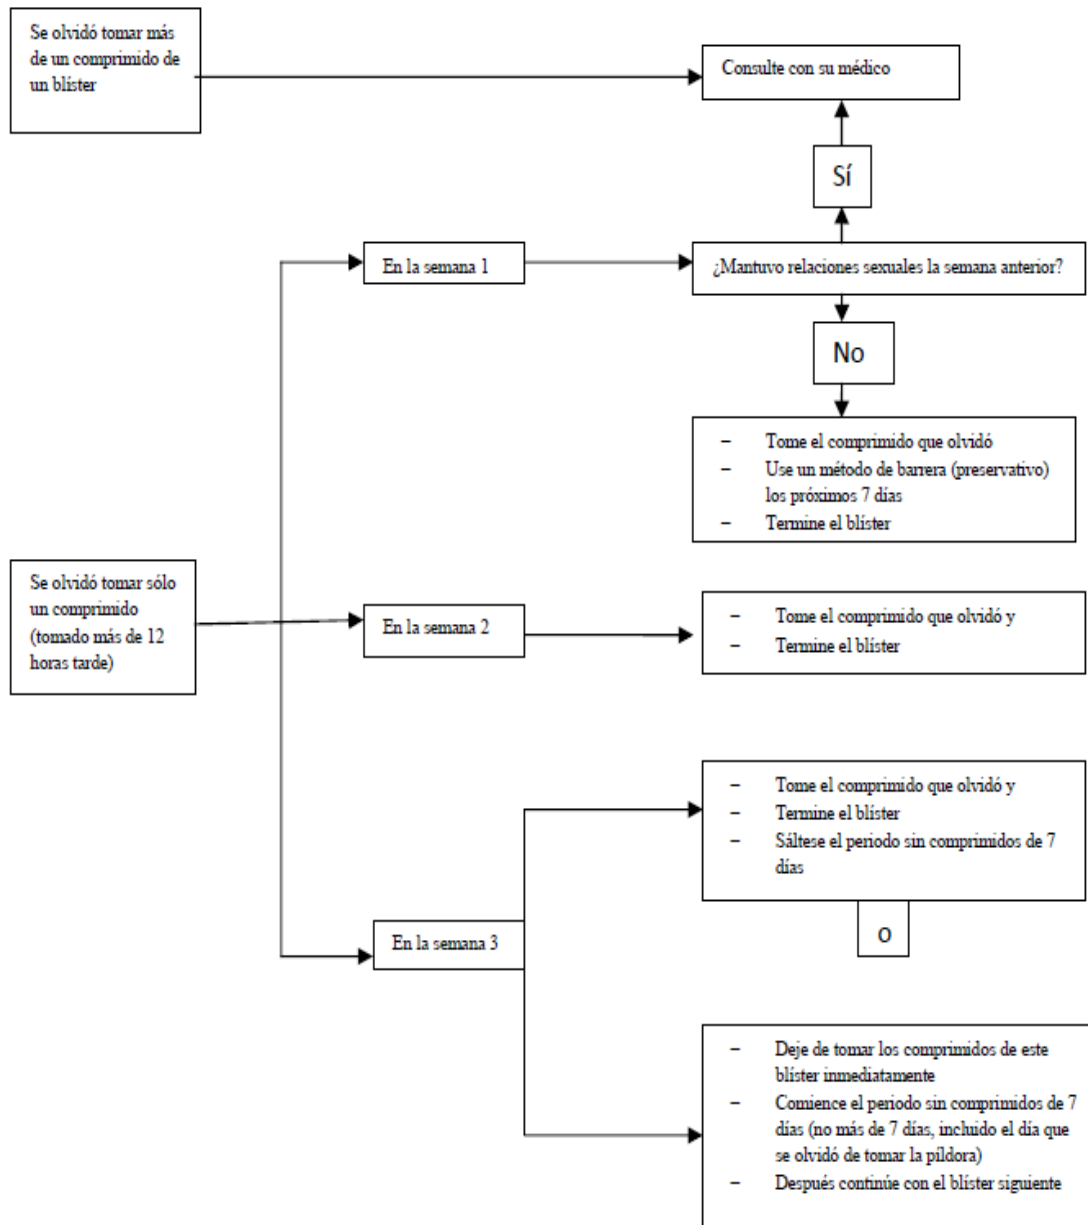 Se olvidó tomar más
de un comprimido de
un blíster
Consulte con su médico
Sí
En la semana 1
¿Mantuvo relaciones sexuales la semana anterior?
No
– Tome el comprimido que olvidó
– Use un método de barrera (preservativo)
los próximos 7 días
– Termine el blíster
Se olvidó tomar sólo
un comprimido
(tomado más de 12
horas tarde)
En la semana 2
– Tome el comprimido que olvidó y
– Termine el blíster
– Tome el comprimido que olvidó y
– Termine el blíster
– Sáltese el periodo sin comprimidos de 7
días
En la semana 3
o
– Deje de tomar los comprimidos de este
blíster inmediatamente
– Comience el periodo sin comprimidos de 7
días (no más de 7 días, incluido el día que
se olvidó de tomar la píldora)
– Después continúe con el blíster siguiente